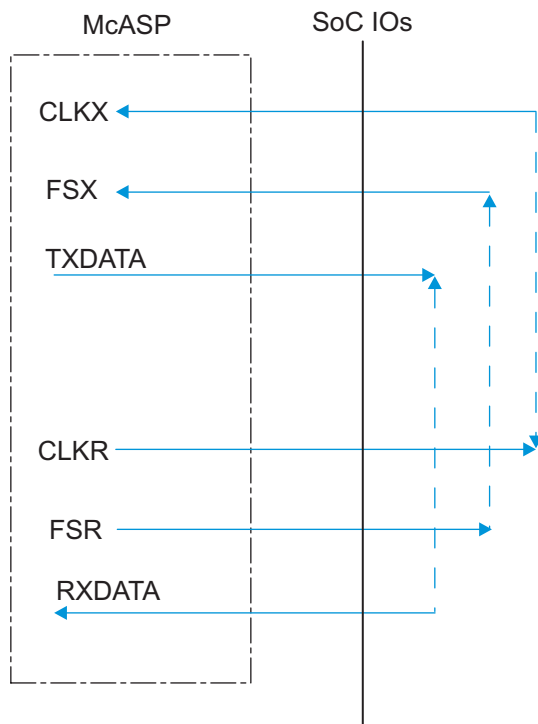 McASP
SoC IOs
CLKX
FSX
TXDATA
CLKR
FSR
RXDATA